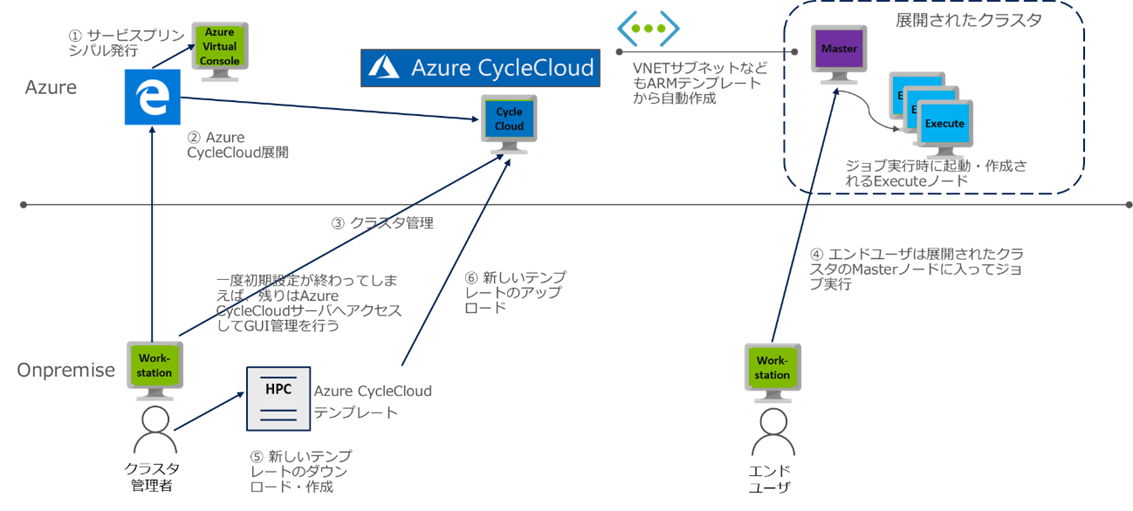 ① サービスプリン
シパル発行
Azure
Virtual
Console
展開されたクラスタ
Master
Azure CycleCloud
VNETサブネットなど
もARMテンプレート
から自動作成
Azure
E
E
Execute
Cycle
Cloud
② Azure
CycleCloud展開
ジョブ実行時に起動・作成さ
れるExecuteノード
③ クラスタ管理
④ エンドユーザは展開されたクラ
スタのMasterノードに入ってジョ
ブ実行
一度初期設定が終わってしま
えば、残りはAzure
CycleCloudサーバへアクセス
してGUI管理を行う
⑥ 新しいテンプ
レートのアップ
ロード
Onpremise
Work-
station
Work-
station
HPC
Azure CycleCloud
テンプレート
⑤ 新しいテンプ
レートのダウン
ロード・作成
クラスタ
管理者
エンド
ユーザ